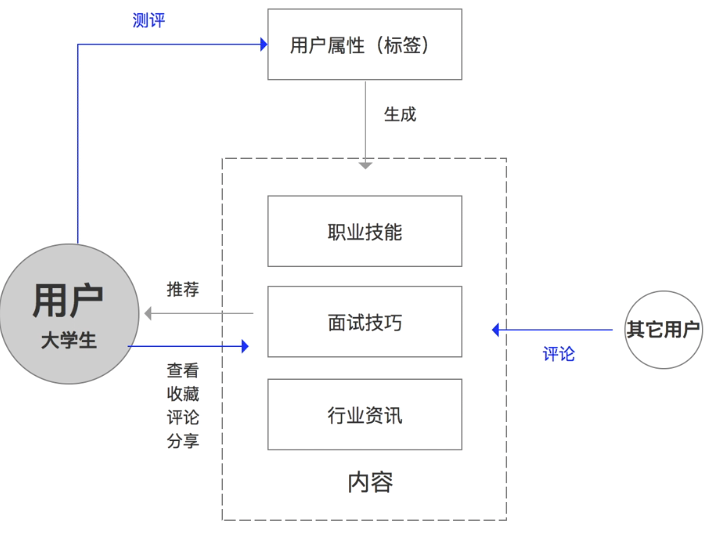 测评
用户属性（标签）
生成
职业技能
用户
大学生
推荐
面试技巧
其它用户
评论
查看
收藏
评论
分享
行业资讯
内容